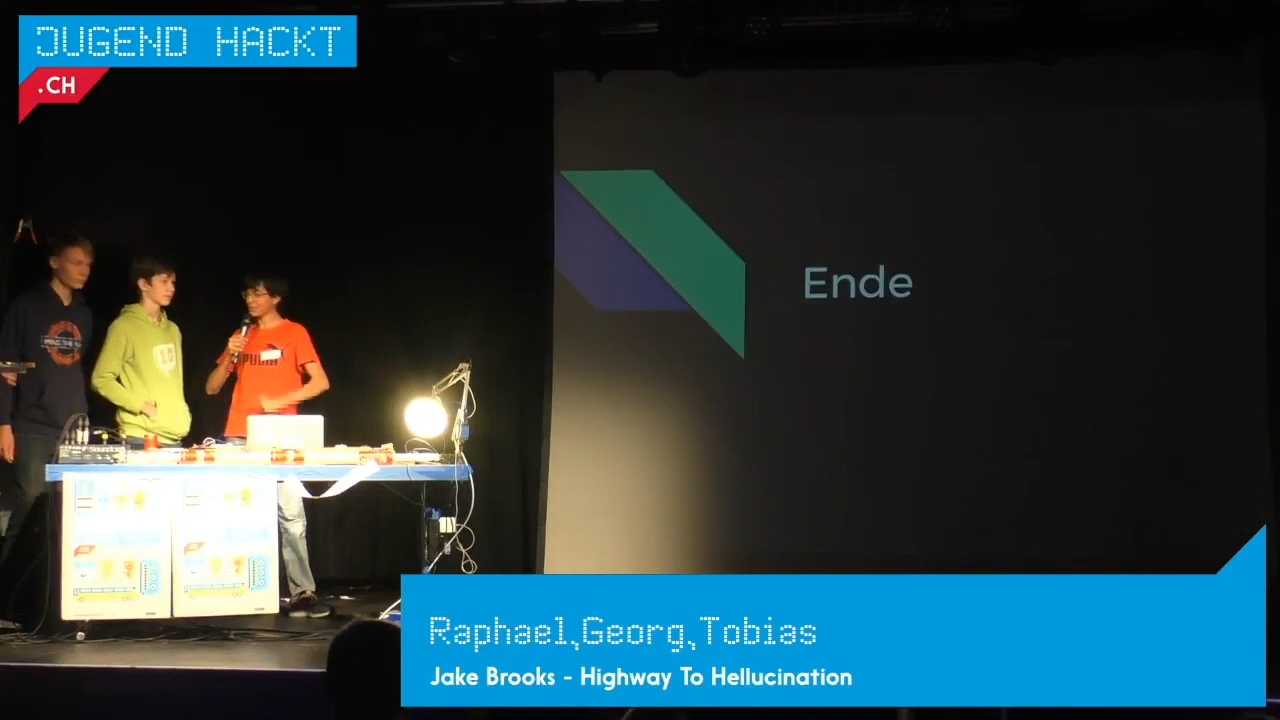 JUGEND HACKT
.CH
Ende
PUMA
Raphael,Georg,Tobias
Jake Brooks - Highway To Hellucination